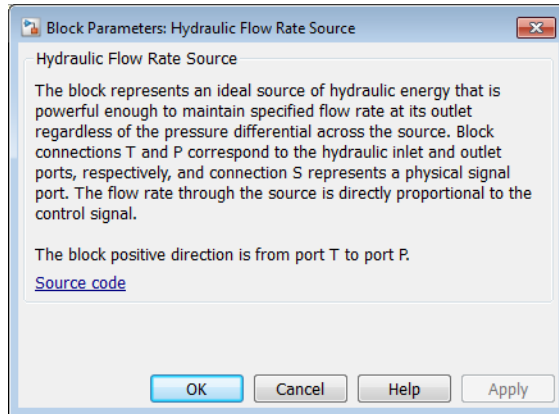 Block Parameters: Hydraulic Flow Rate Source
Hydraulic Flow Rate Source
The block represents an ideal source of hydraulic energy that is
powerful enough to maintain specified flow rate at its outlet
regardless of the pressure differential across the source. Block
connections T and P correspond to the hydraulic inlet and outlet
ports, respectively, and connection S represents a physical signal
port. The flow rate through the source is directly proportional to the
control signal.
The block positive direction is from port T to port P.
Source code
OK Cancel Help Apply